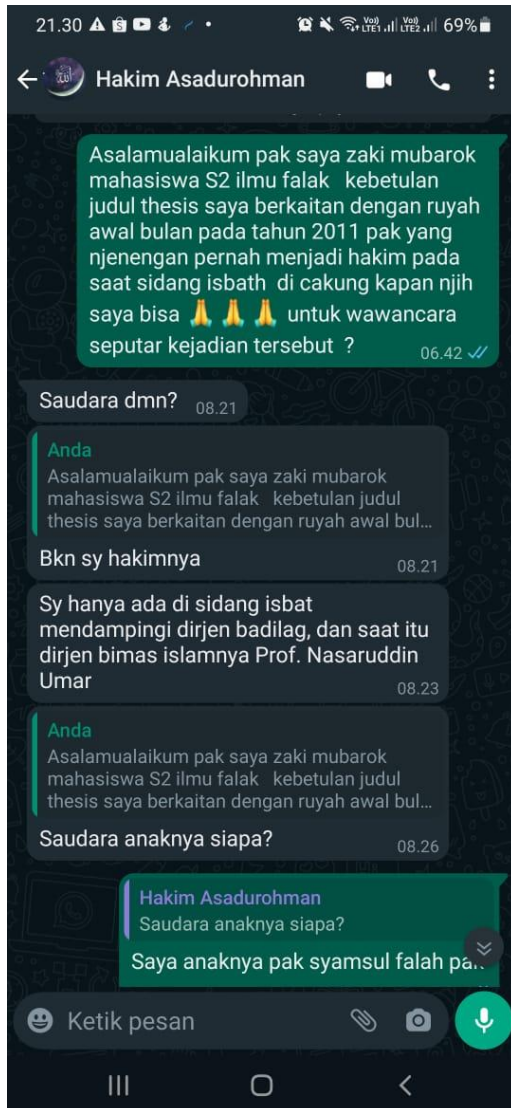 21.30
69%
Hakim Asadurohman
Asalamualaikum pak saya zaki mubarok
mahasiswa S2 ilmu falak kebetulan
judul thesis saya berkaitan dengan ruyah
awal bulan pada tahun 2011 pak yang
njenengan pernah menjadi hakim pada
saat sidang isbath di cakung kapan njih
saya bisa 🙏 🙏 🙏 untuk wawancara
seputar kejadian tersebut ?
06.42
Saudara dmn? 08.21
Anda
Asalamualaikum pak saya zaki mubarok
mahasiswa S2 ilmu falak kebetulan judul
thesis saya berkaitan dengan ruyah awal bul...
Bkn sy hakimnya
08.21
Sy hanya ada di sidang isbat
mendampingi dirjen badilag, dan saat itu
dirjen bimas islamnya Prof. Nasaruddin
Umar
08.23
Anda
Asalamualaikum pak saya zaki mubarok
mahasiswa S2 ilmu falak kebetulan judul
thesis saya berkaitan dengan ruyah awal bul...
Saudara anaknya siapa?
08.26
Hakim Asadurohman
Saudara anaknya siapa?
Saya anaknya pak syamsul falah
Ketik pesan